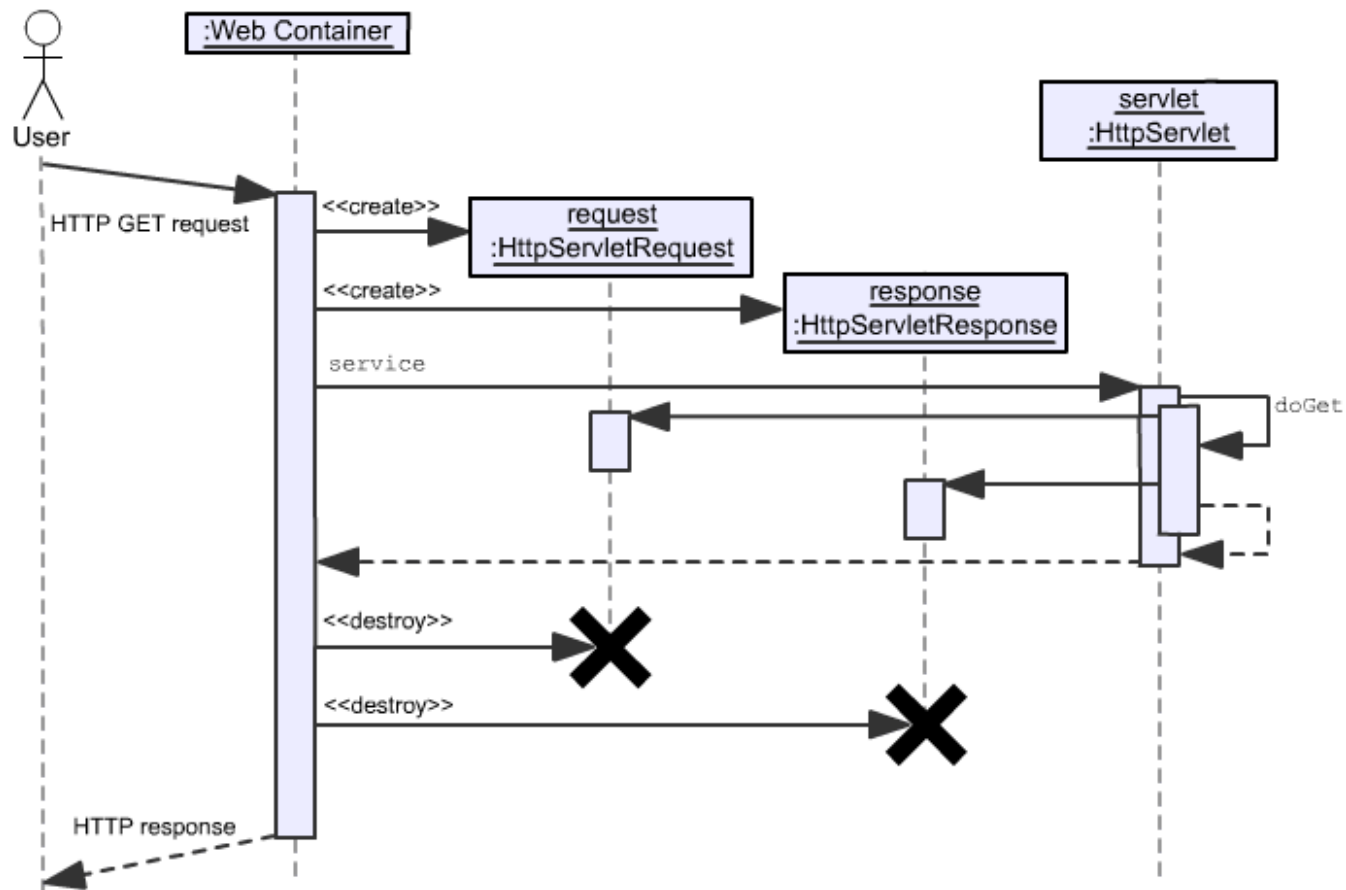 :Web Container
servlet
:HttpServlet
User
HTTP GET request
<<create>>
request
:HttpServletRequest
<<create>>
response
:HttpServletResponse
service
doGet
<<destroy>>
<<destroy>>
HTTP response